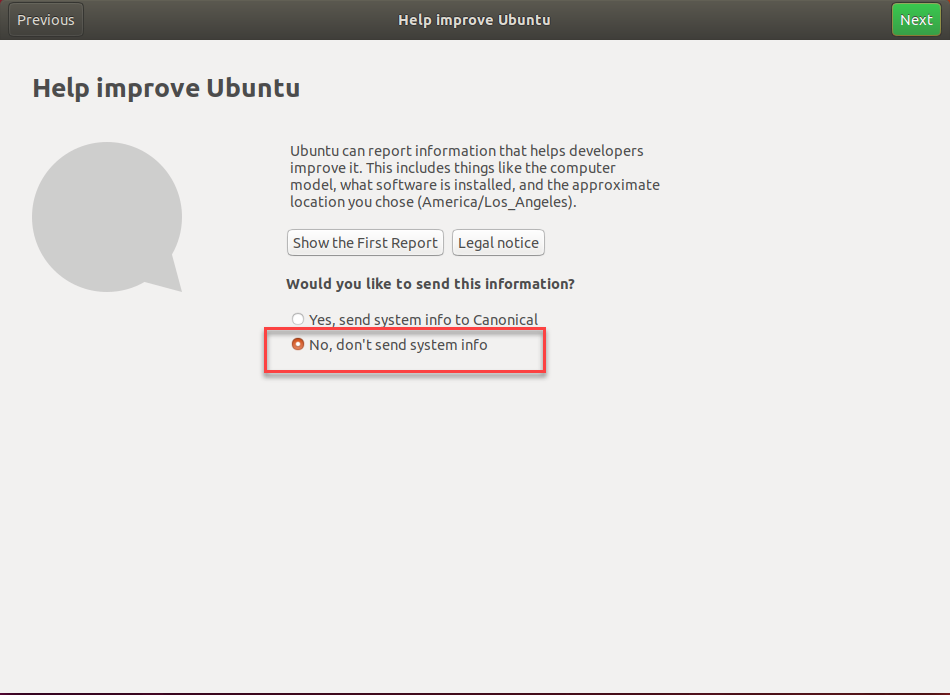 Previous
Help improve Ubuntu
Next
Help improve Ubuntu
Ubuntu can report information that helps developers
improve it. This includes things like the computer
model, what software is installed, and the approximate
location you chose (America/Los_Angeles).
Show the First Report
Legal notice
Would you like to send this information?
Yes, send system info to Canonical
No, don't send system info